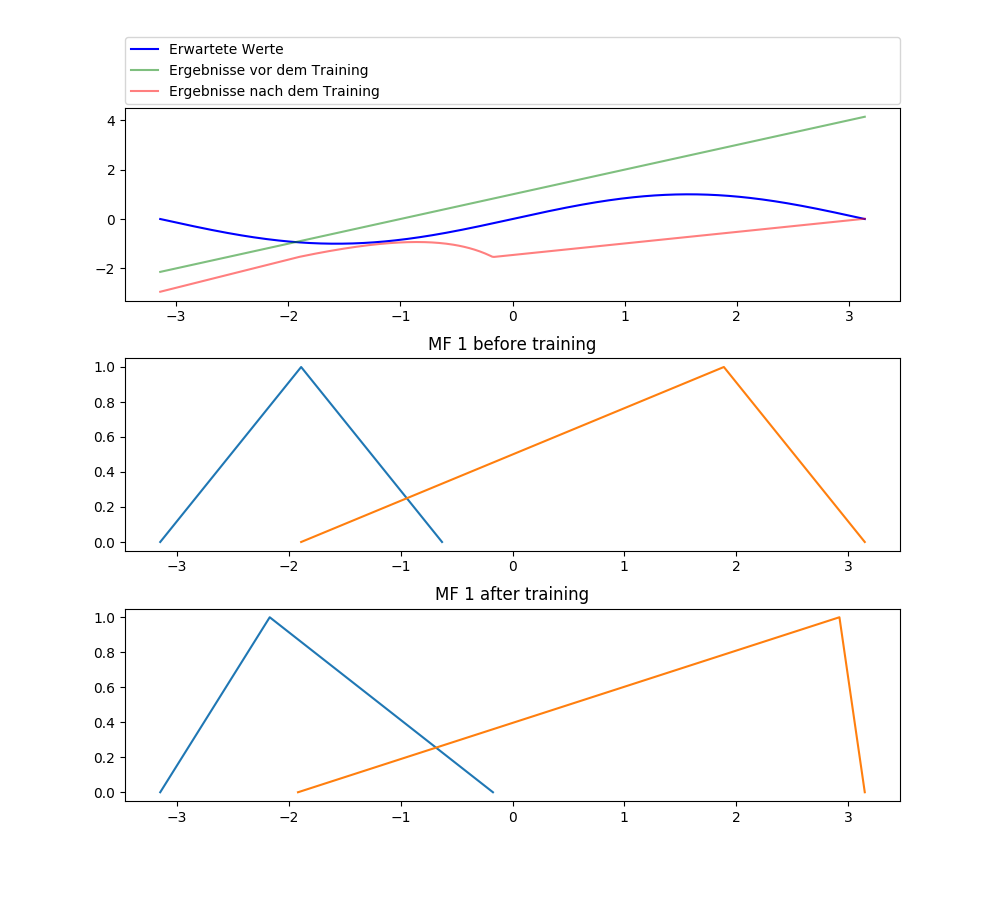 Erwartete Werte
Ergebnisse vor dem Training
Ergebnisse nach dem Training
4
2
0
−2
−3 −2 −1 0 1 2 3
MF 1 before training
1.0
0.8
0.6
0.4
0.2
0.0
−3 −2 −1 0 1 2 3
MF 1 after training
1.0
0.8
0.6
0.4
0.2
0.0
−3 −2 −1 0 1 2 3